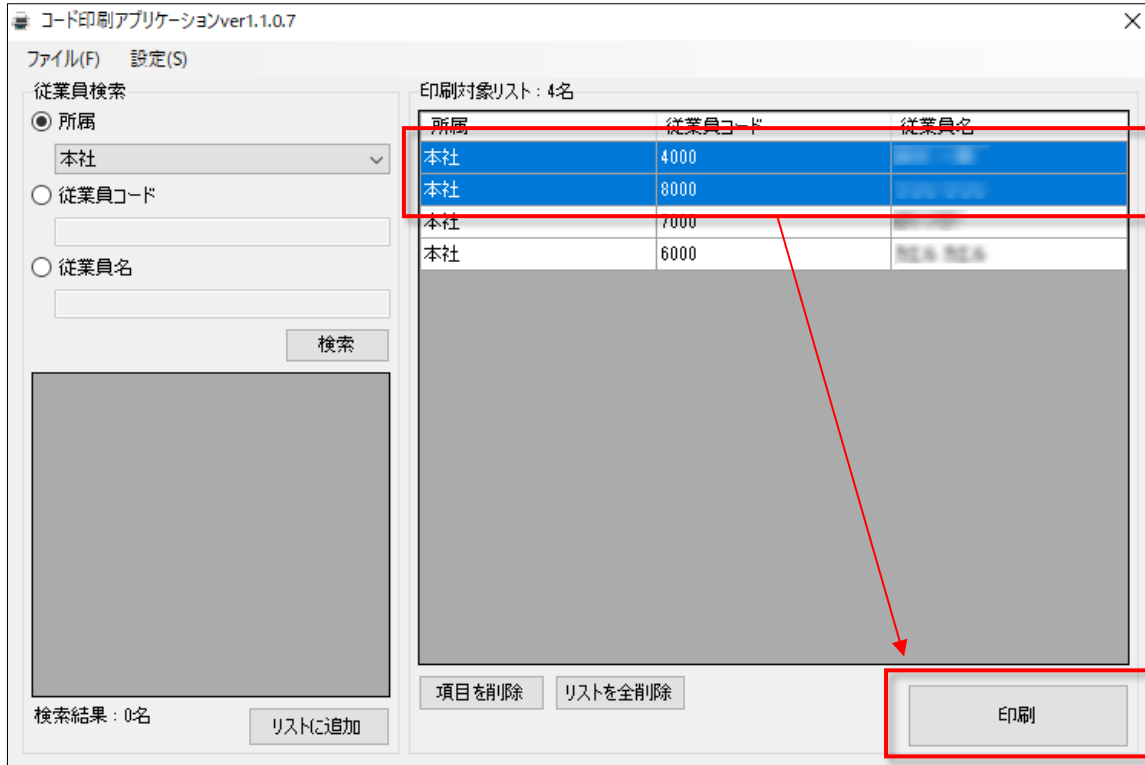 コード印刷アプリケーションver1.1.0.7
ファイル(F) 設定(S)
従業員検索
所属
本社
従業員コード
従業員名
検索
検索結果：0名
リストに追加
印刷対象リスト：4名
所属 従業員コード 従業員名
本社 4000
本社 8000
本社 7000
本社 6000
項目を削除 リストを全削除
印刷